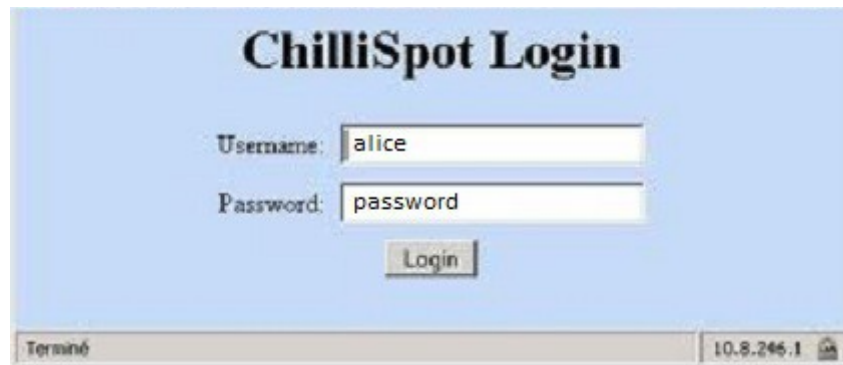 ChilliSpot Login
Username: alice
Password: password
Login
Terminé 10.8.246.1